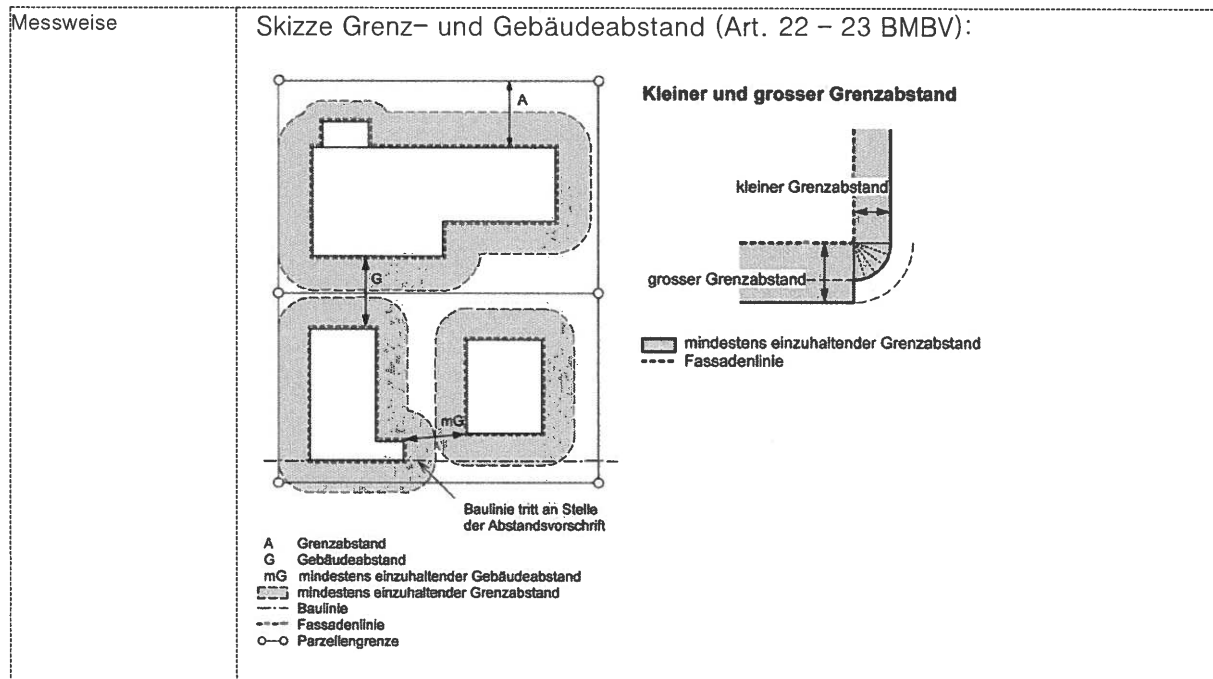 Messweise
Skizze Grenz- und Gebäudeabstand (Art. 22 – 23 BMBV):
A
G
mG
Baulinie tritt an Stelle
der Abstandsvorschrift
A Grenzabstand
G Gebäudeabstand
mG mindestens einzuhaltender Gebäudeabstand
mindestens einzuhaltender Grenzabstand
Baulinie
Fassadenlinie
Parzellengrenze
Kleiner und grosser Grenzabstand
kleiner Grenzabstand
grosser Grenzabstand
mindestens einzuhaltender Grenzabstand
Fassadenlinie